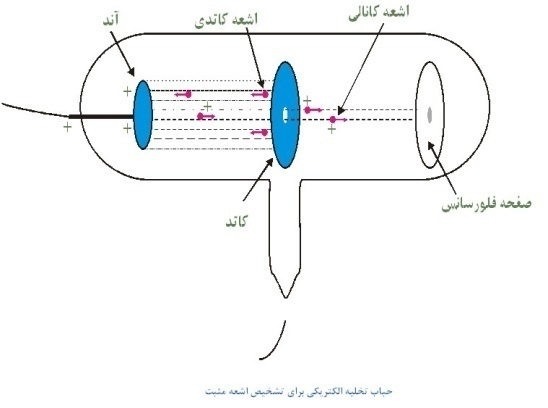 آند
اشعه کاتدی
اشعه کانالی
+
+
+
+
+
+
کاتد
صفحه فلورسانس
حباب تخلیه الکتریکی برای تشخیص اشعه مثبت